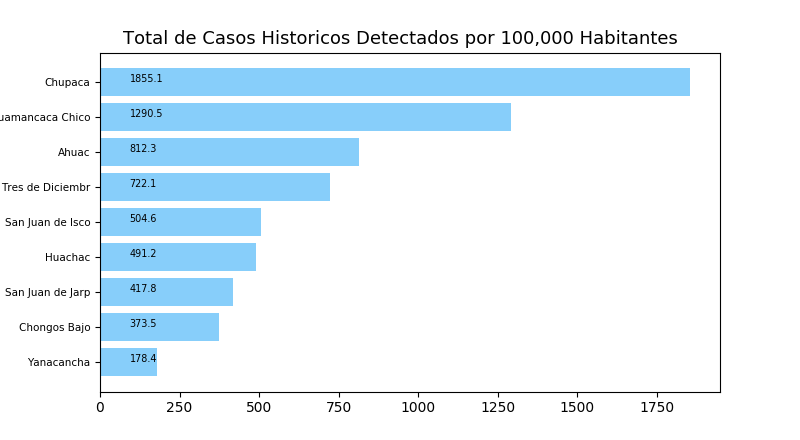 Total de Casos Historicos Detectados por 100,000 Habitantes
Chupaca 1855.1
uamancaca Chico 1290.5
Ahuac 812.3
Tres de Diciembr 722.1
San Juan de Isco 504.6
Huachac 491.2
San Juan de Jarp 417.8
Chongos Bajo 373.5
Yanacancha 178.4
0 250 500 750 1000 1250 1500 1750